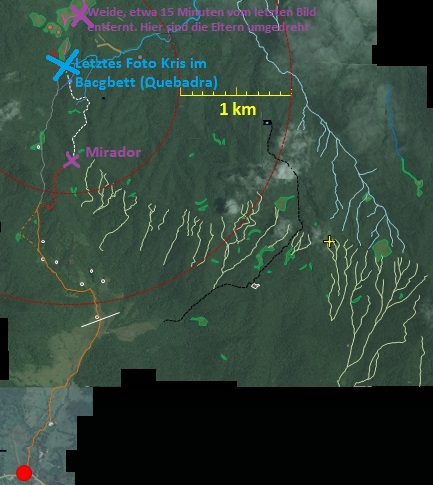 Weide, etwa 15 Minuten vom letzten Bild
entfernt. Hier sind die Eltern umgedreht
Letztes Foto Kris im
Bacgbett (Quebadra)
1 km
Mirador